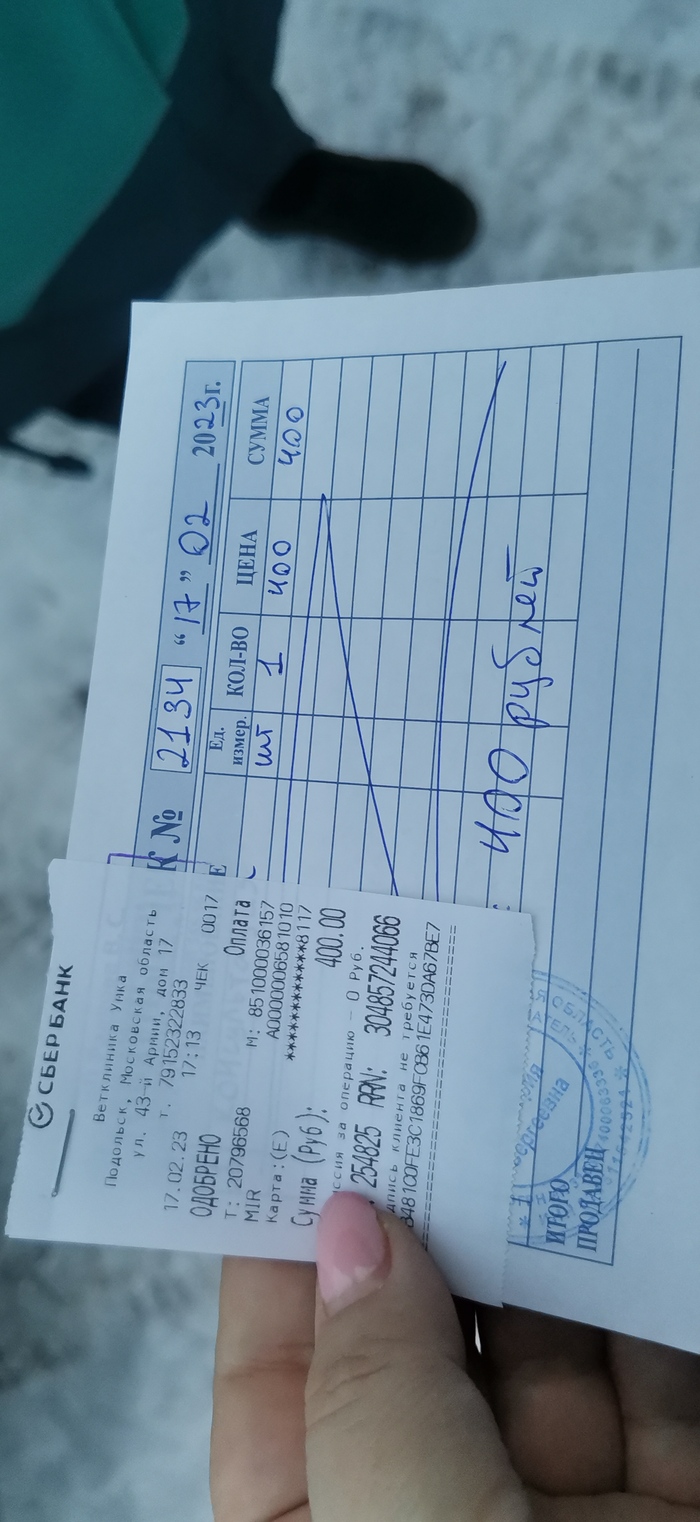 СБЕРБАНК
Ветклиника Умка
Подольск, Московская область
ул. 43-й Армии, дом 17
т. 79152322833
17.02.23 17:13 ЧЕК 0017
ОДОБРЕНО Оплата
Т: 20796568 М: 851000036157
MIR A0000006581010
Карта:(E) ************8117
Сумма (Руб): 400.00
за операцию – 0 Руб.
254825 RRN: 304857244066
клиента не требуется
8481C0FE3C1869FCB61E473DA67BE7
==============================
К № 2134 “17” 02 2023г.
Ед. измер. КОЛ-ВО ЦЕНА СУММА
шт 1 400 400
400 рублей
ИТОГО
ПРОДАВЕЦ
ОБЛАСТЬ